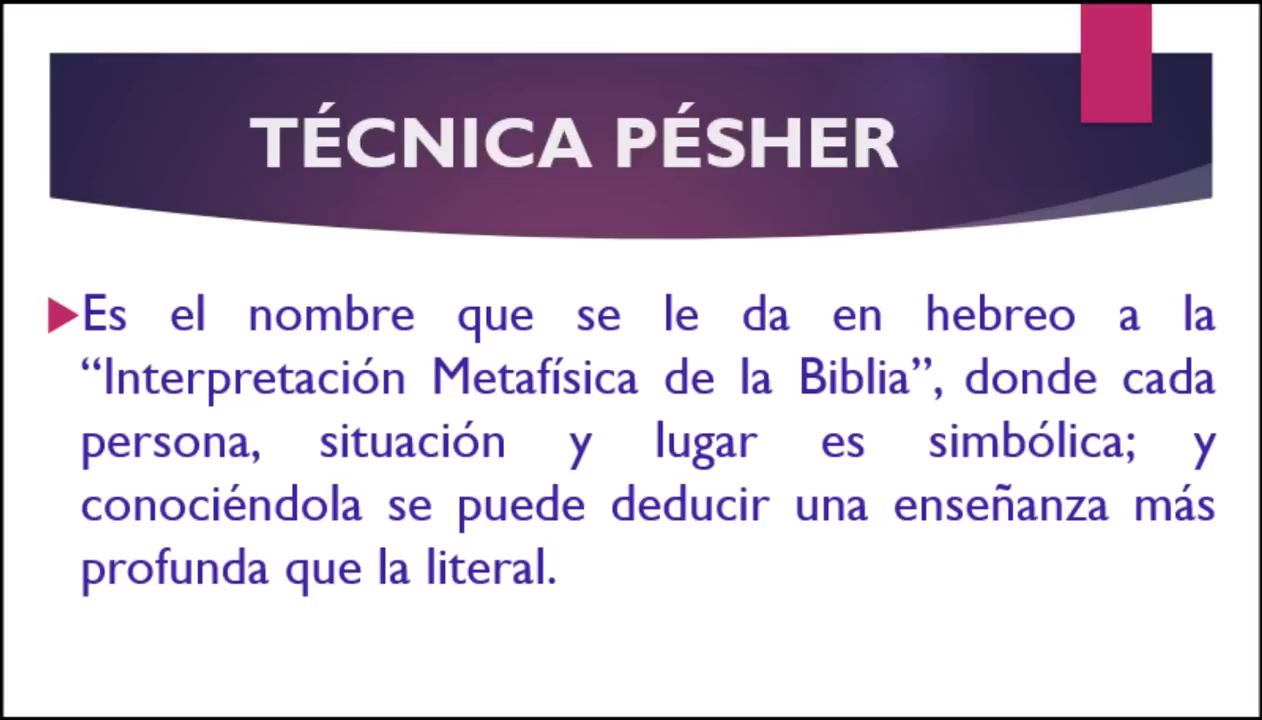 TÉCNICA PÉSHER
Es el nombre que se le da en hebreo a la
“Interpretación Metafísica de la Biblia”, donde cada
persona, situación y lugar es simbólica; y
conociéndola se puede deducir una enseñanza más
profunda que la literal.